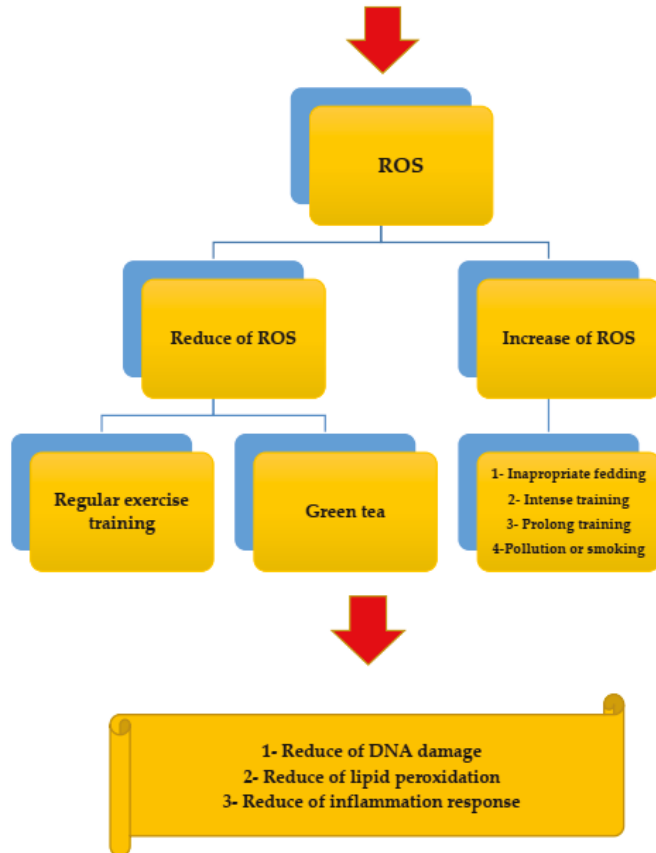 ROS
Reduce of ROS
Increase of ROS
Regular exercise
training
Green tea
1- Inapropriate fedding
2- Intense training
3- Prolong training
4-Pollution or smoking
1- Reduce of DNA damage
2- Reduce of lipid peroxidation
3- Reduce of inflammation response